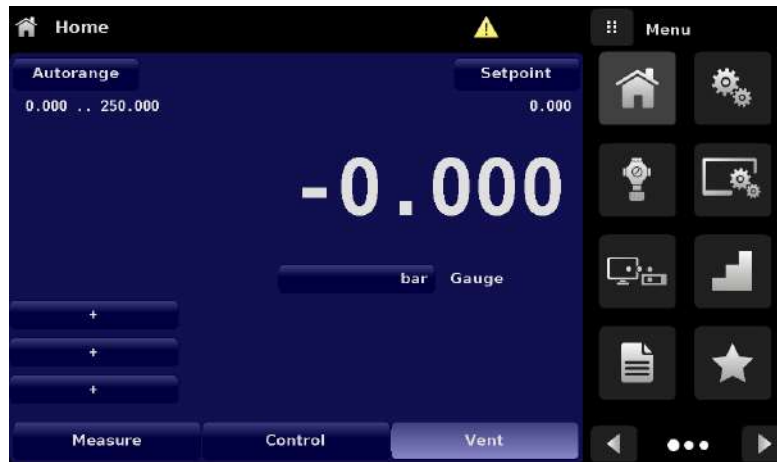 Home
Menu
Autorange
Setpoint
0.000 .. 250.000
0.000
-0.000
bar Gauge
+
+
+
Measure Control Vent